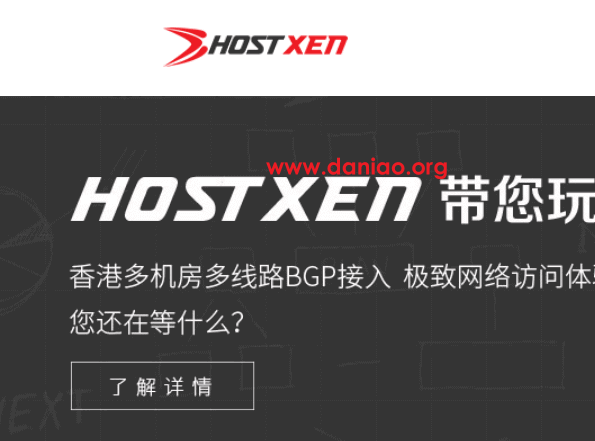 HOSTXEN
www.daniao.org
HOSTXEN 带您玩
香港多机房多线路BGP接入 极致网络访问体
您还在等什么?
了解详情
NEXT